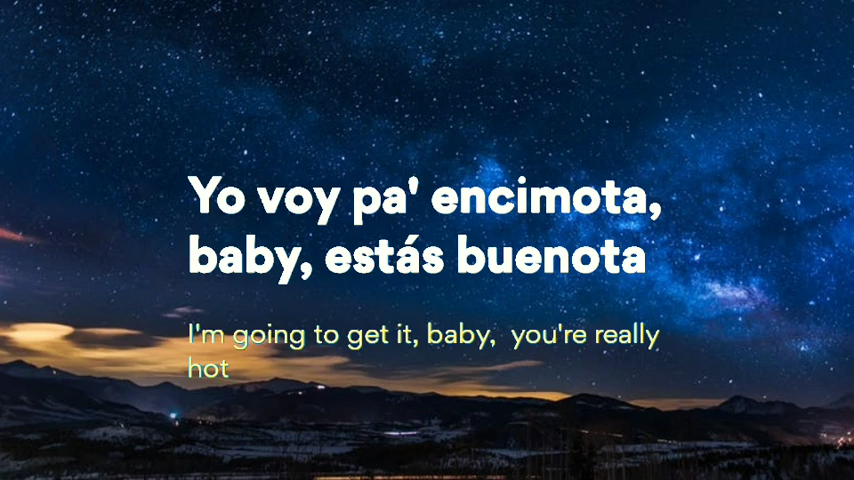 Yo voy pa' encimota,
baby, estás buenota
I'm going to get it, baby,  you're really
hot